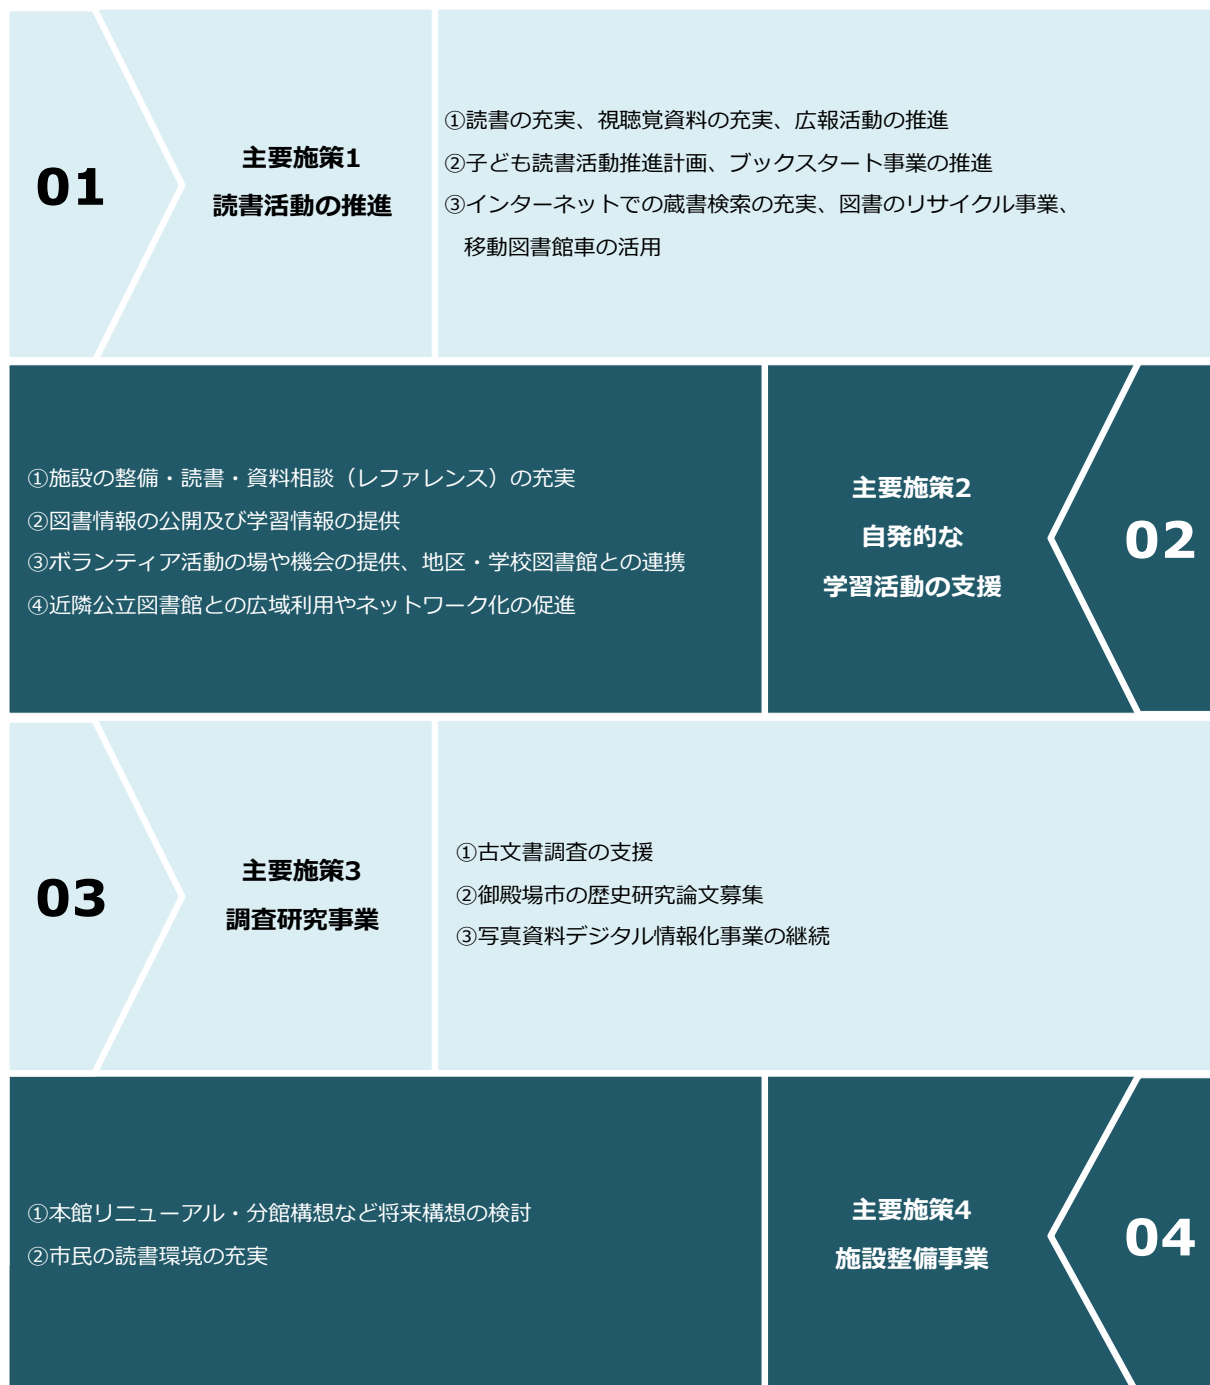 01
主要施策1
読書活動の推進
①読書の充実、視聴覚資料の充実、広報活動の推進
②子ども読書活動推進計画、ブックスタート事業の推進
③インターネットでの蔵書検索の充実、図書のリサイクル事業、
移動図書館車の活用
①施設の整備・読書・資料相談（レファレンス）の充実
②図書情報の公開及び学習情報の提供
③ボランティア活動の場や機会の提供、地区・学校図書館との連携
④近隣公立図書館との広域利用やネットワーク化の促進
主要施策2
自発的な
学習活動の支援
02
03
主要施策3
調査研究事業
①古文書調査の支援
②御殿場市の歴史研究論文募集
③写真資料デジタル情報化事業の継続
①本館リニューアル・分館構想など将来構想の検討
②市民の読書環境の充実
主要施策4
施設整備事業
04